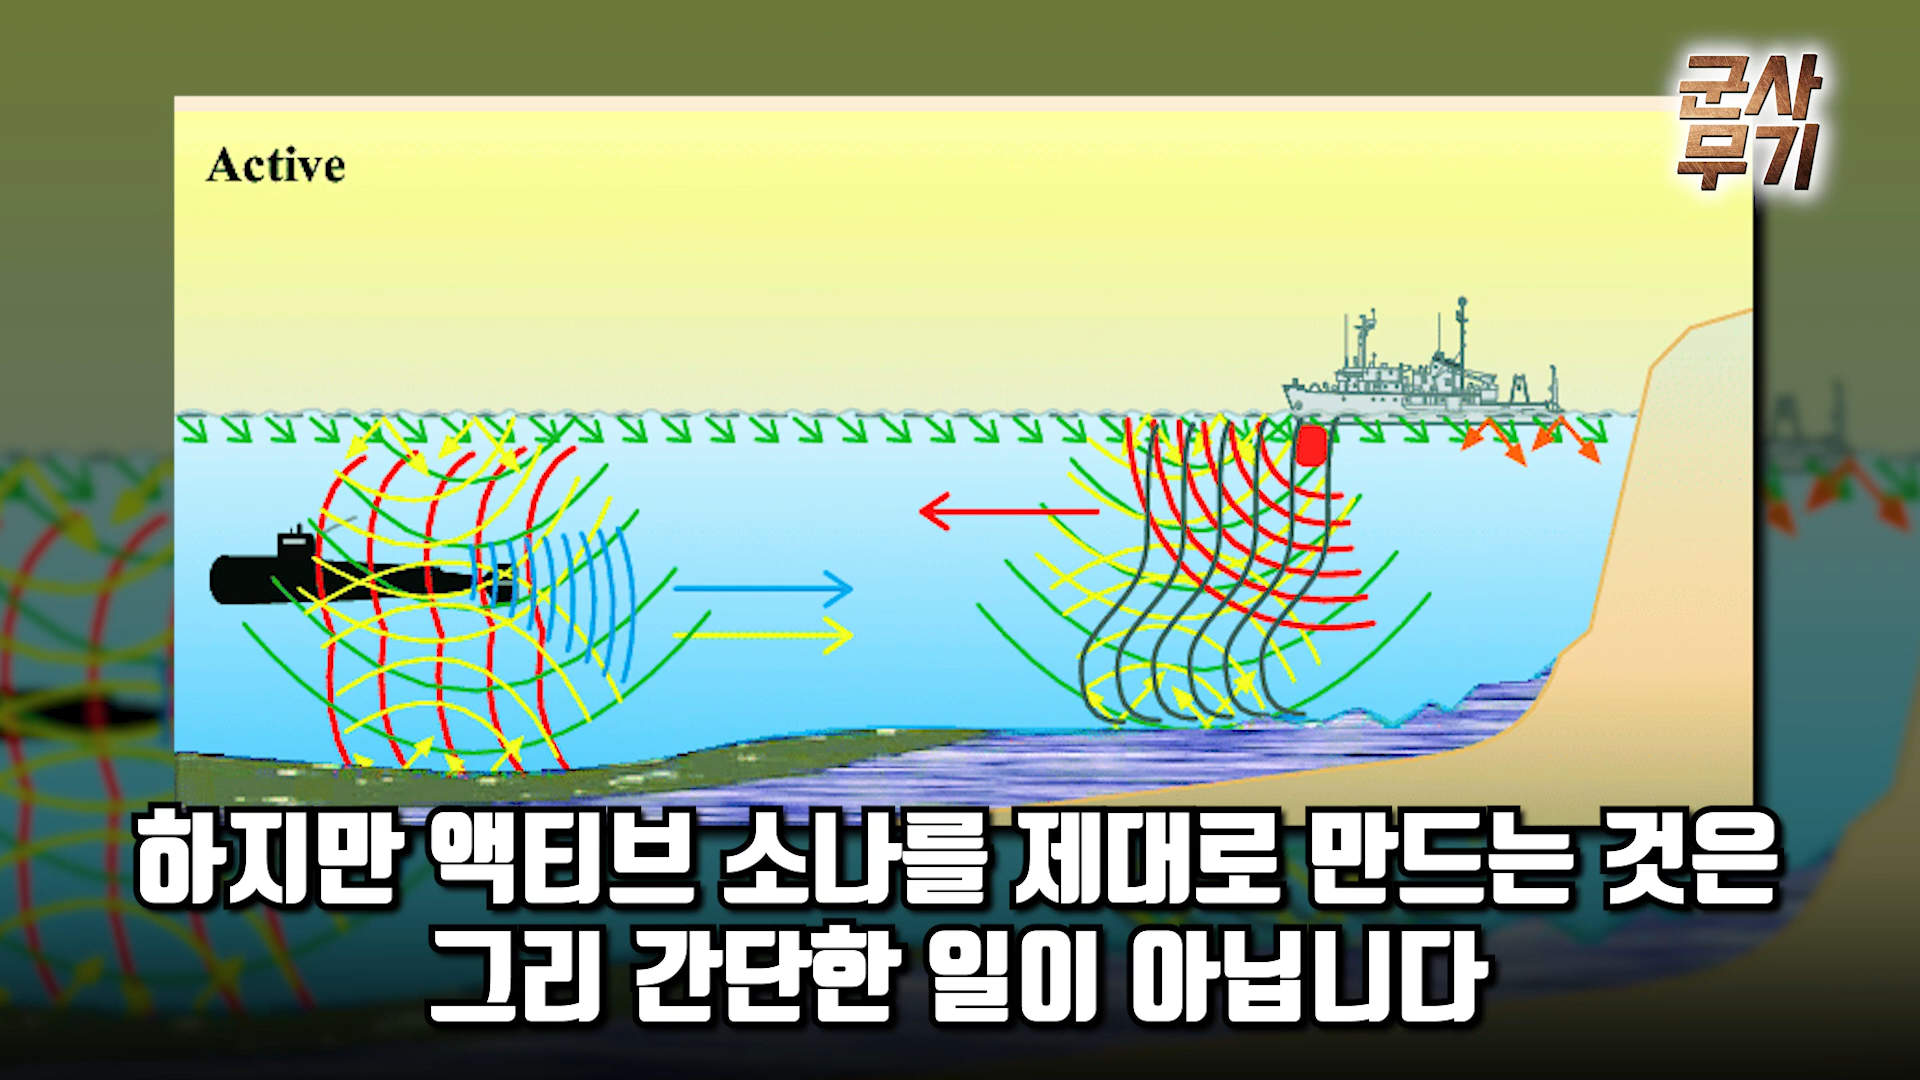 군사
무기
Active
하지만 액티브 소나를 제대로 만드는 것은
그리 간단한 일이 아닙니다